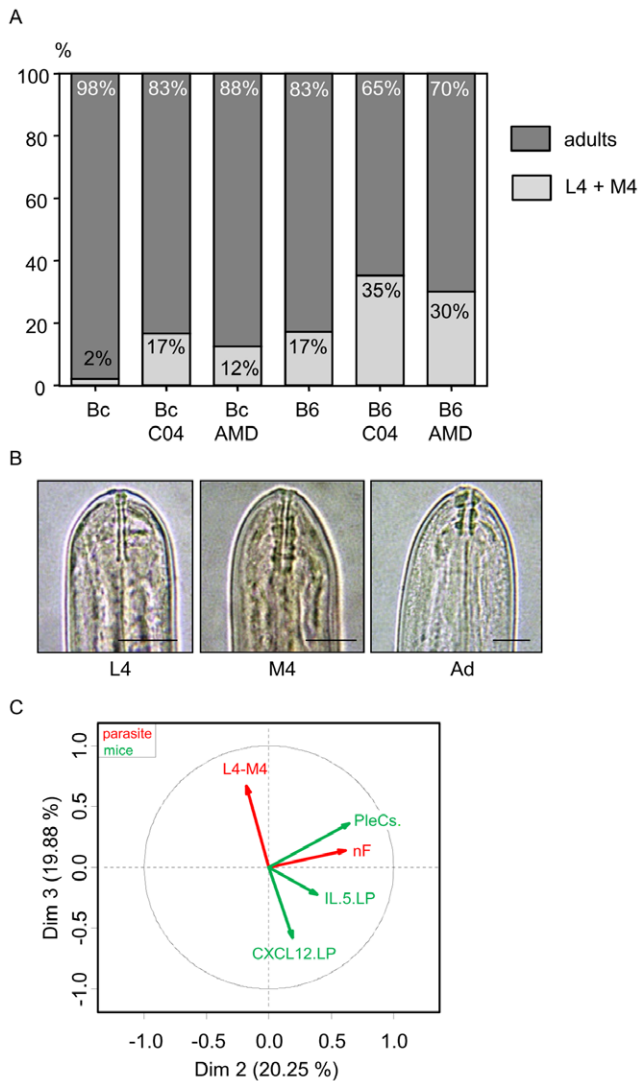 A
%
100
80
60
40
20
0
98% 83% 88% 83% 65% 70%
2% 17% 12% 17% 35% 30%
Bc Bc Bc B6 B6 B6
C04 AMD C04 AMD
adults
L4 + M4
B
L4 M4 Ad
C
parasite
mice
L4-M4
PleCs.
nF
IL.5.LP
CXCL12.LP
Dim 3 (19.88 %)
1.0
0.5
0.0
-0.5
-1.0
-1.0 -0.5 0.0 0.5 1.0
Dim 2 (20.25 %)